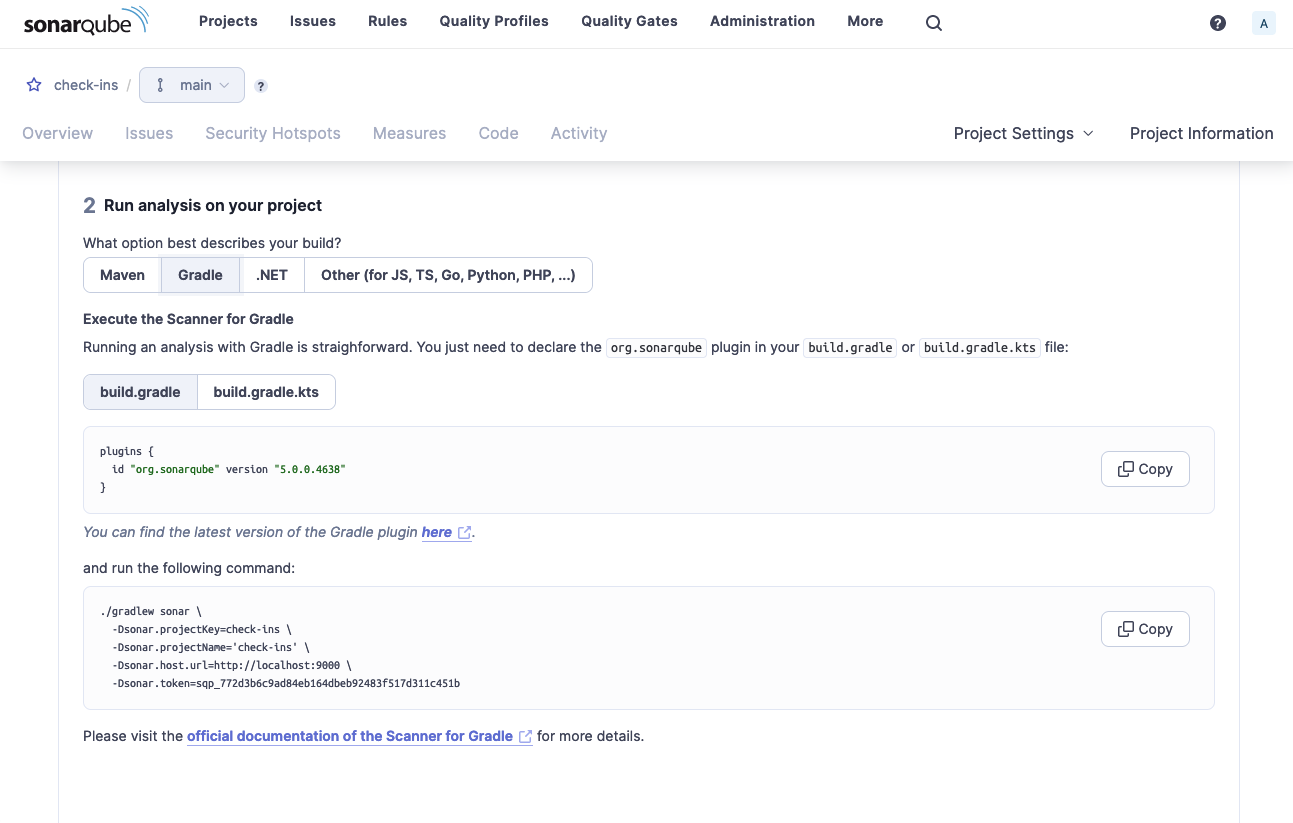 sonarqube Projects Issues Rules Quality Profiles Quality Gates Administration More ? A
check-ins / main ?
Overview Issues Security Hotspots Measures Code Activity Project Settings Project Information
2 Run analysis on your project
What option best describes your build?
Maven Gradle .NET Other (for JS, TS, Go, Python, PHP, ...)
Execute the Scanner for Gradle
Running an analysis with Gradle is straighforward. You just need to declare the org.sonarqube plugin in your build.gradle or build.gradle.kts file:
build.gradle build.gradle.kts
plugins {
id "org.sonarqube" version "5.0.0.4638"
}
Copy
You can find the latest version of the Gradle plugin here.
and run the following command:
./gradlew sonar \
-Dsonar.projectKey=check-ins \
-Dsonar.projectName='check-ins' \
-Dsonar.host.url=http://localhost:9000 \
-Dsonar.token=sqp_772d3b6c9ad84eb164dbeb92483f517d311c451b
Copy
Please visit the official documentation of the Scanner for Gradle for more details.